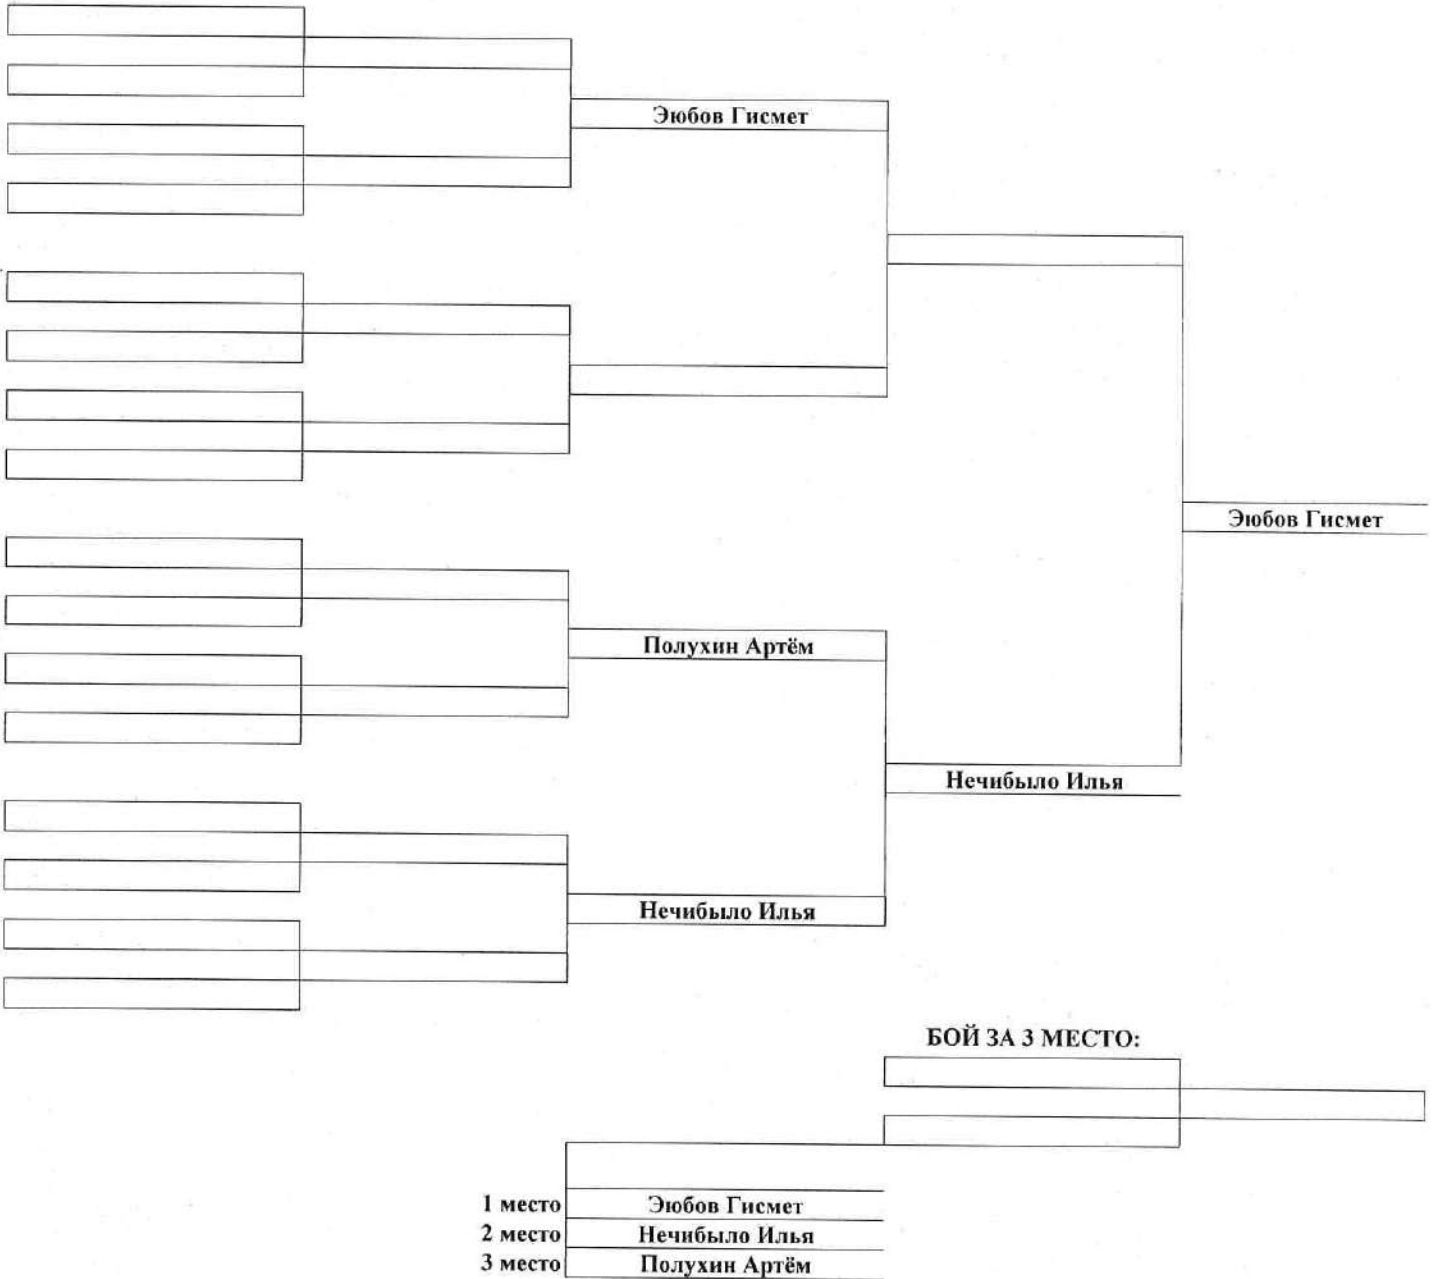 Эюбов Гисмет
Эюбов Гисмет
Полухин Артём
Нечибыло Илья
Нечибыло Илья
БОЙ ЗА 3 МЕСТО:
1 место Эюбов Гисмет
2 место Нечибыло Илья
3 место Полухин Артём